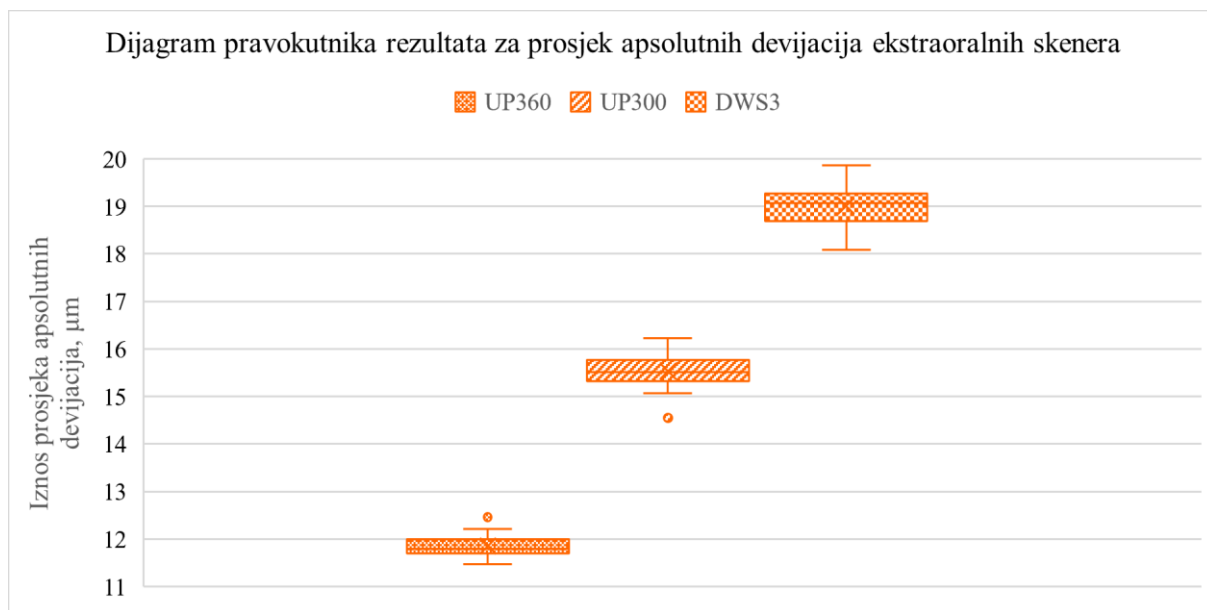 Dijagram pravokutnika rezultata za prosjek apsolutnih devijacija ekstraoralnih skenera
UP360 UP300 DWS3
Iznos prosjeka apsolutnih
devijacija, µm
20
19
18
17
16
15
14
13
12
11